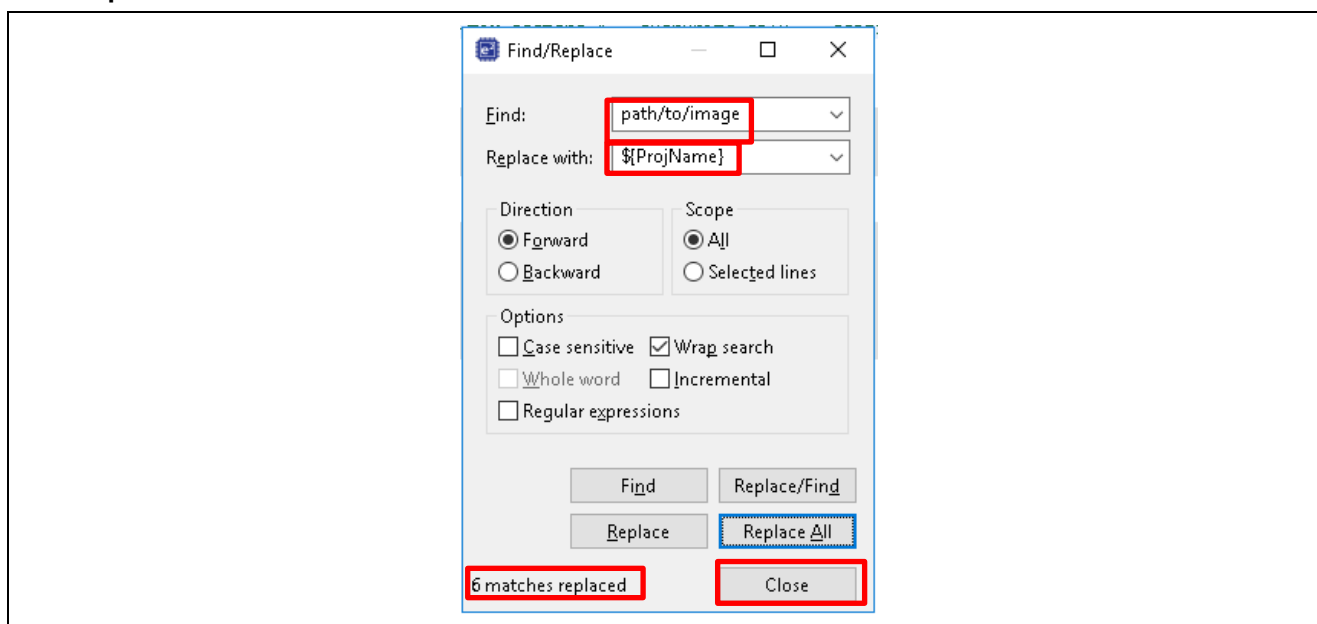 Find/Replace
Find: path/to/image
Replace with: ${ProjName}
Direction Scope
Forward All
Backward Selected lines
Options
Case sensitive Wrap search
Whole word Incremental
Regular expressions
Find Replace/Find
Replace Replace All
6 matches replaced Close